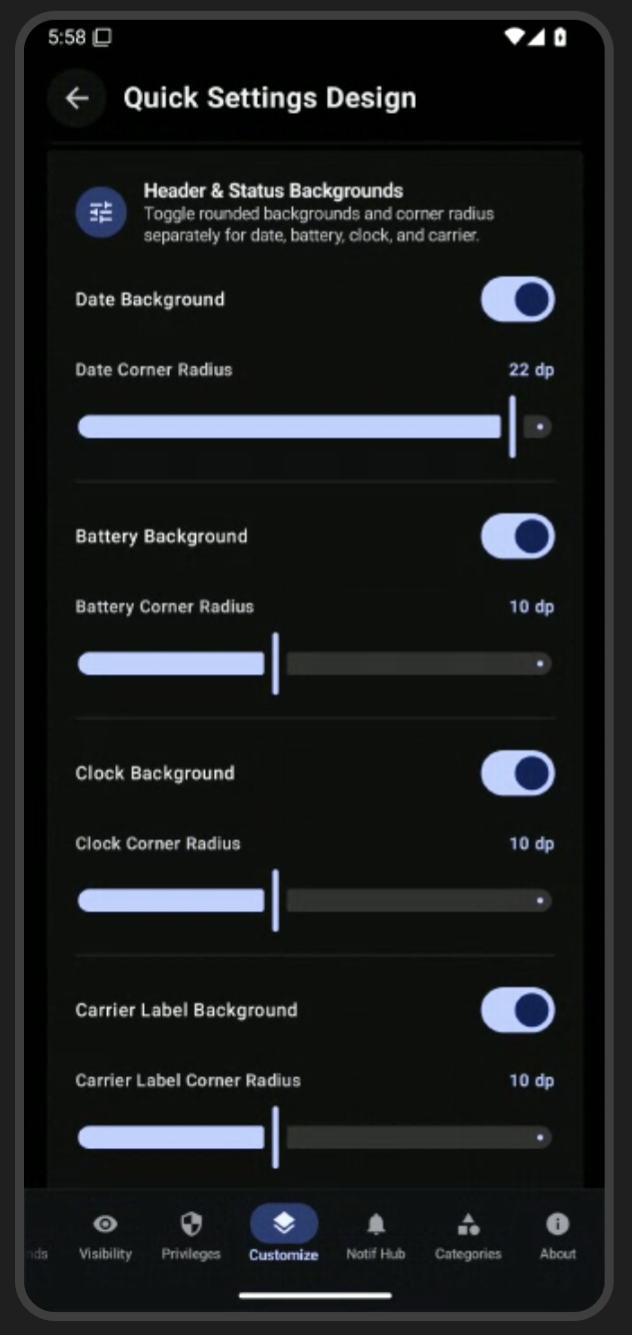 5:58
Quick Settings Design
Header & Status Backgrounds
Toggle rounded backgrounds and corner radius
separately for date, battery, clock, and carrier.
Date Background
Date Corner Radius 22 dp
Battery Background
Battery Corner Radius 10 dp
Clock Background
Clock Corner Radius 10 dp
Carrier Label Background
Carrier Label Corner Radius 10 dp
Visibility Privileges Customize Notif Hub Categories About